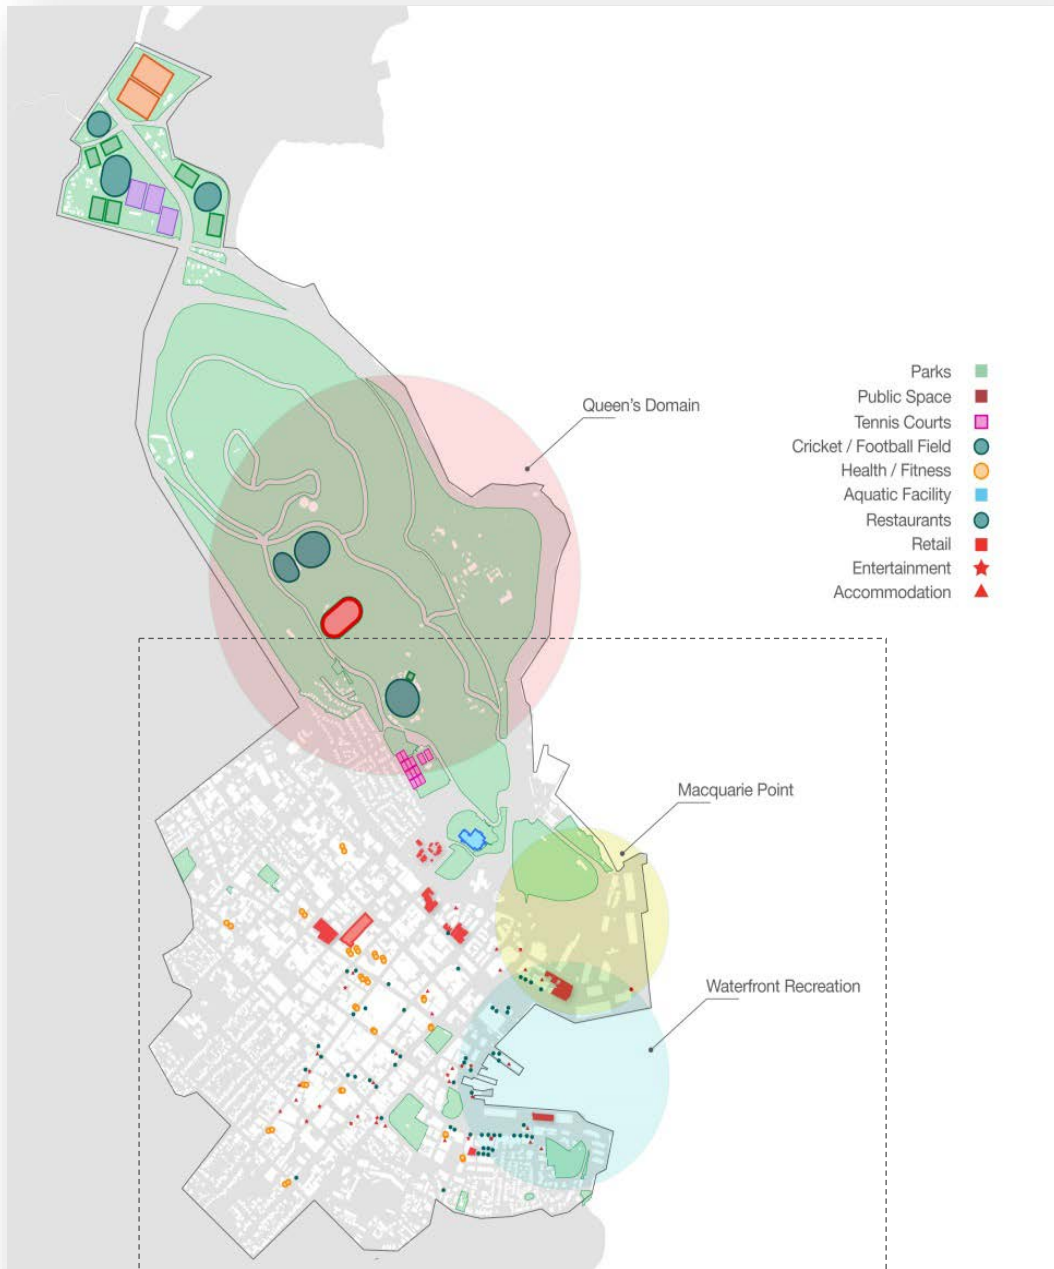 Queen's Domain
Parks
Public Space
Tennis Courts
Cricket / Football Field
Health / Fitness
Aquatic Facility
Restaurants
Retail
Entertainment
Accommodation
Macquarie Point
Waterfront Recreation